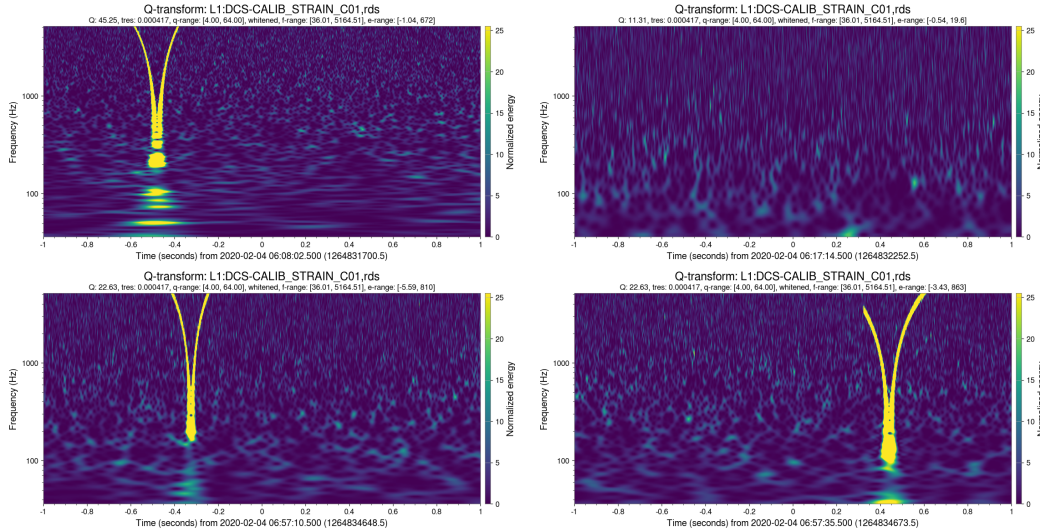 Q-transform: L1:DCS-CALIB_STRAIN_C01,rds
Q: 45.25, tres: 0.000417, q-range: [4.00, 64.00], whitened, f-range: [36.01, 5164.51], e-range: [-1.04, 672]
Frequency (Hz)
1000
100
-1 -0.8 -0.6 -0.4 -0.2 0 0.2 0.4 0.6 0.8 1
Time (seconds) from 2020-02-04 06:08:02.500 (1264831700.5)
25
20
15
10
5
0
Normalized energy
Q-transform: L1:DCS-CALIB_STRAIN_C01,rds
Q: 11.31, tres: 0.000417, q-range: [4.00, 64.00], whitened, f-range: [36.01, 5164.51], e-range: [-0.54, 19.6]
Frequency (Hz)
1000
100
-1 -0.8 -0.6 -0.4 -0.2 0 0.2 0.4 0.6 0.8 1
Time (seconds) from 2020-02-04 06:17:14.500 (1264832252.5)
25
20
15
10
5
0
Normalized energy
Q-transform: L1:DCS-CALIB_STRAIN_C01,rds
Q: 22.63, tres: 0.000417, q-range: [4.00, 64.00], whitened, f-range: [36.01, 5164.51], e-range: [-5.59, 810]
Frequency (Hz)
1000
100
-1 -0.8 -0.6 -0.4 -0.2 0 0.2 0.4 0.6 0.8 1
Time (seconds) from 2020-02-04 06:57:10.500 (1264834648.5)
25
20
15
10
5
0
Normalized energy
Q-transform: L1:DCS-CALIB_STRAIN_C01,rds
Q: 22.63, tres: 0.000417, q-range: [4.00, 64.00], whitened, f-range: [36.01, 5164.51], e-range: [-3.43, 863]
Frequency (Hz)
1000
100
-1 -0.8 -0.6 -0.4 -0.2 0 0.2 0.4 0.6 0.8 1
Time (seconds) from 2020-02-04 06:57:35.500 (1264834673.5)
25
20
15
10
5
0
Normalized energy